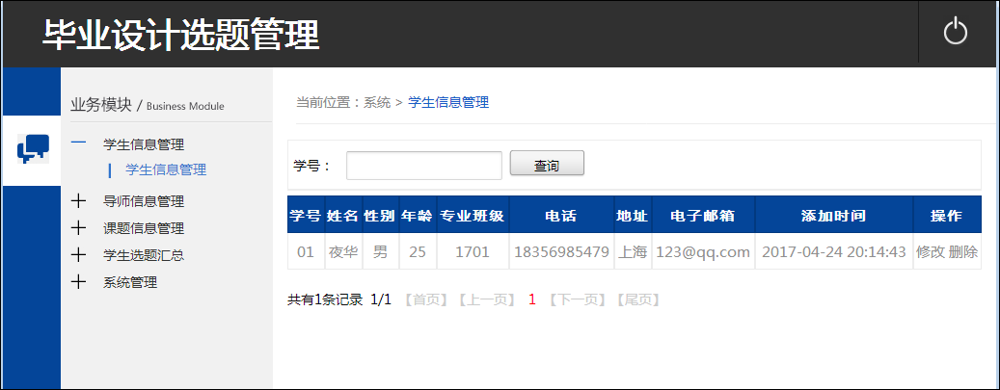 毕业设计选题管理
业务模块 / Business Module
学生信息管理
学生信息管理
导师信息管理
课题信息管理
学生选题汇总
系统管理
当前位置：系统 > 学生信息管理
学号： 查询
学号 姓名 性别 年龄 专业班级 电话 地址 电子邮箱 添加时间 操作
01 夜华 男 25 1701 18356985479 上海 123@qq.com 2017-04-24 20:14:43 修改 删除
共有1条记录 1/1 【首页】【上一页】 1 【下一页】【尾页】